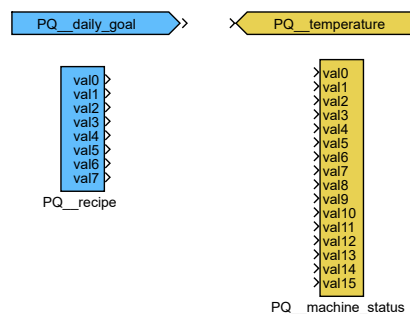 PQ__daily_goal
PQ__temperature
val0
val1
val2
val3
val4
val5
val6
val7
PQ__recipe
val0
val1
val2
val3
val4
val5
val6
val7
val8
val9
val10
val11
val12
val13
val14
val15
PQ__machine_status